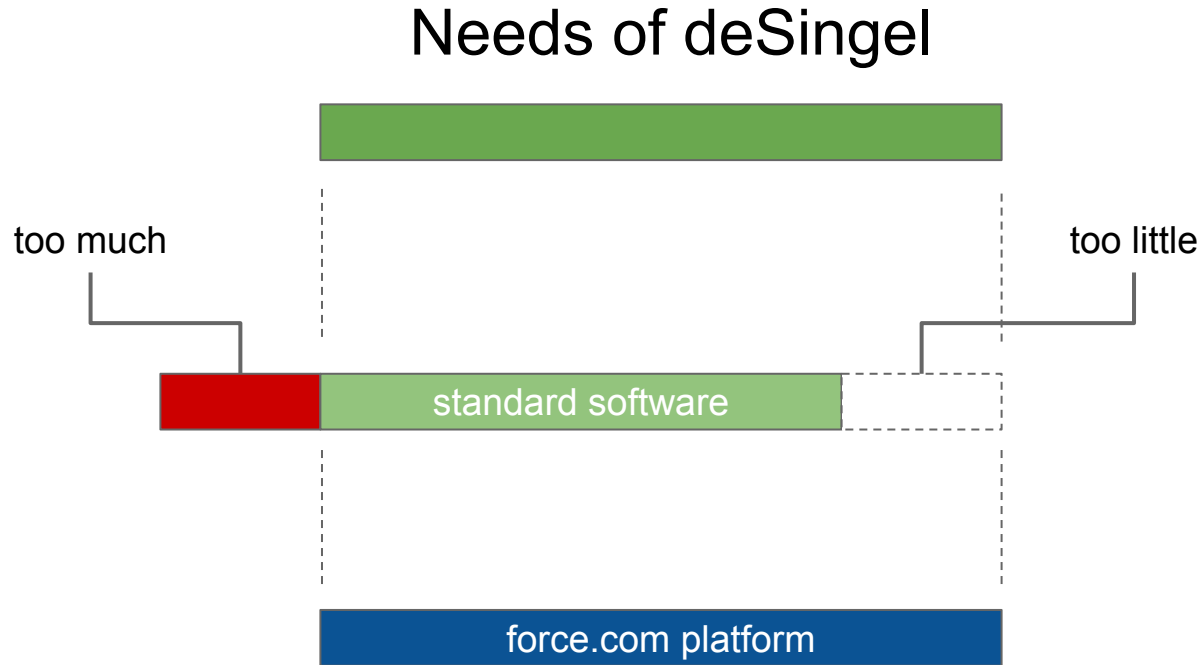 Needs of deSingel
too much
too little
standard software
force.com platform